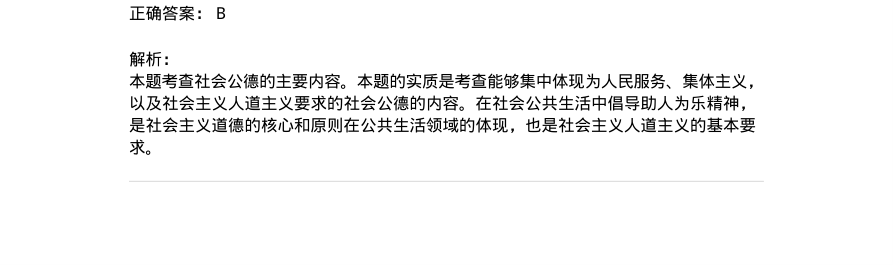 正确答案： B
解析：
本题考查社会公德的主要内容。本题的实质是考查能够集中体现为人民服务、集体主义，
以及社会主义人道主义要求的社会公德的内容。在社会公共生活中倡导助人为乐精神，
是社会主义道德的核心和原则在公共生活领域的体现，也是社会主义人道主义的基本要
求。